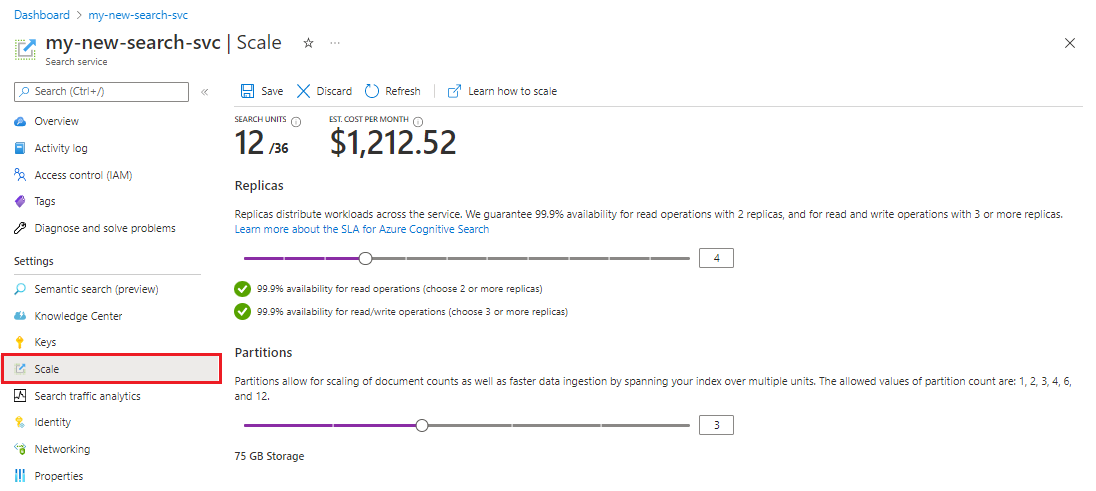 Dashboard > my-new-search-svc
my-new-search-svc | Scale
Search service
Search (Ctrl+/)
Overview
Activity log
Access control (IAM)
Tags
Diagnose and solve problems
Settings
Semantic search (preview)
Knowledge Center
Keys
Scale
Search traffic analytics
Identity
Networking
Properties
Save Discard Refresh Learn how to scale
SEARCH UNITS EST. COST PER MONTH
12 /36 $1,212.52
Replicas
Replicas distribute workloads across the service. We guarantee 99.9% availability for read operations with 2 replicas, and for read and write operations with 3 or more replicas.
Learn more about the SLA for Azure Cognitive Search
4
99.9% availability for read operations (choose 2 or more replicas)
99.9% availability for read/write operations (choose 3 or more replicas)
Partitions
Partitions allow for scaling of document counts as well as faster data ingestion by spanning your index over multiple units. The allowed values of partition count are: 1, 2, 3, 4, 6,
and 12.
3
75 GB Storage